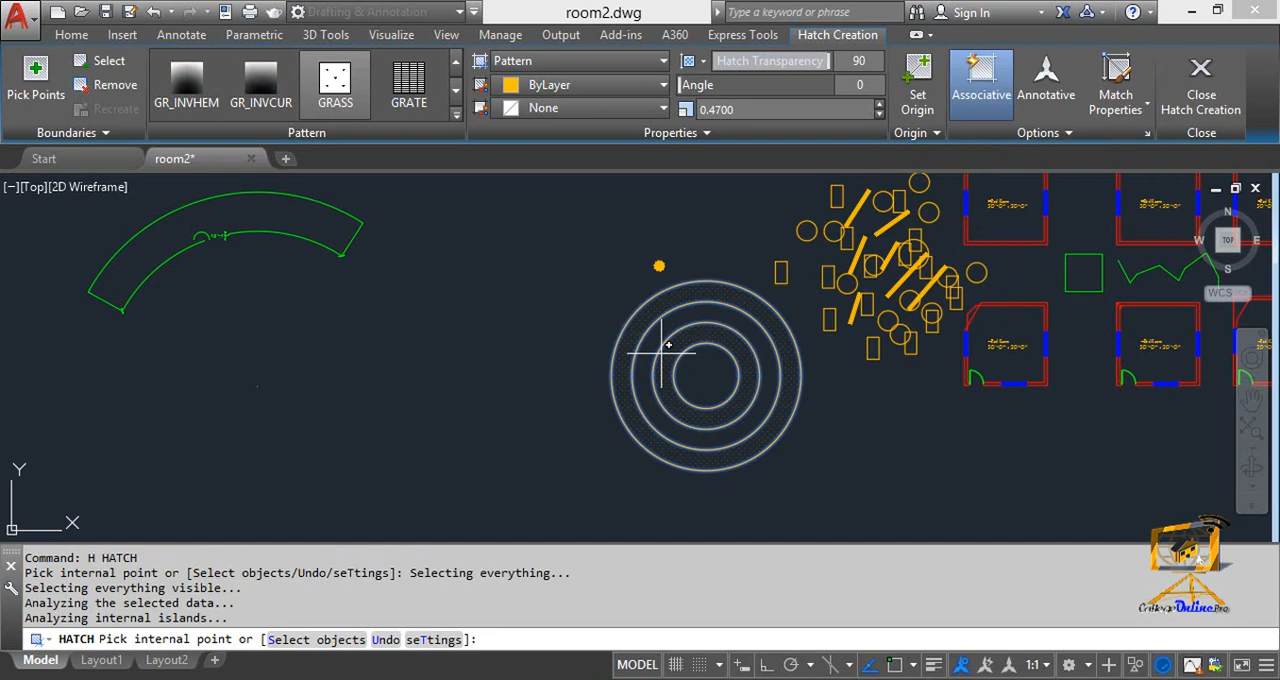 Drafting & Annotation
room2.dwg
Type a keyword or phrase
Sign In
Home Insert Annotate Parametric 3D Tools Visualize View Manage Output Add-ins A360 Express Tools Hatch Creation
Pick Points
Select
Remove
Recreate
Boundaries
GR_INVHEM GR_INVCUR GRASS GRATE
Pattern
Pattern
ByLayer
None
Hatch Transparency 90
Angle 0
0.4700
Properties
Set
Origin
Origin
Associative
Annotative
Match
Properties
Options
Close
Hatch Creation
Close
Start
room2*
[−][Top][2D Wireframe]
N
W TOP E
S
WCS
Y
X
Command: H HATCH
Pick internal point or [Select objects/Undo/seTtings]: Selecting everything...
Selecting everything visible...
Analyzing the selected data...
Analyzing internal islands...
HATCH Pick internal point or [Select objects Undo seTtings]:
College Online Pro
Model Layout1 Layout2
MODEL
1:1